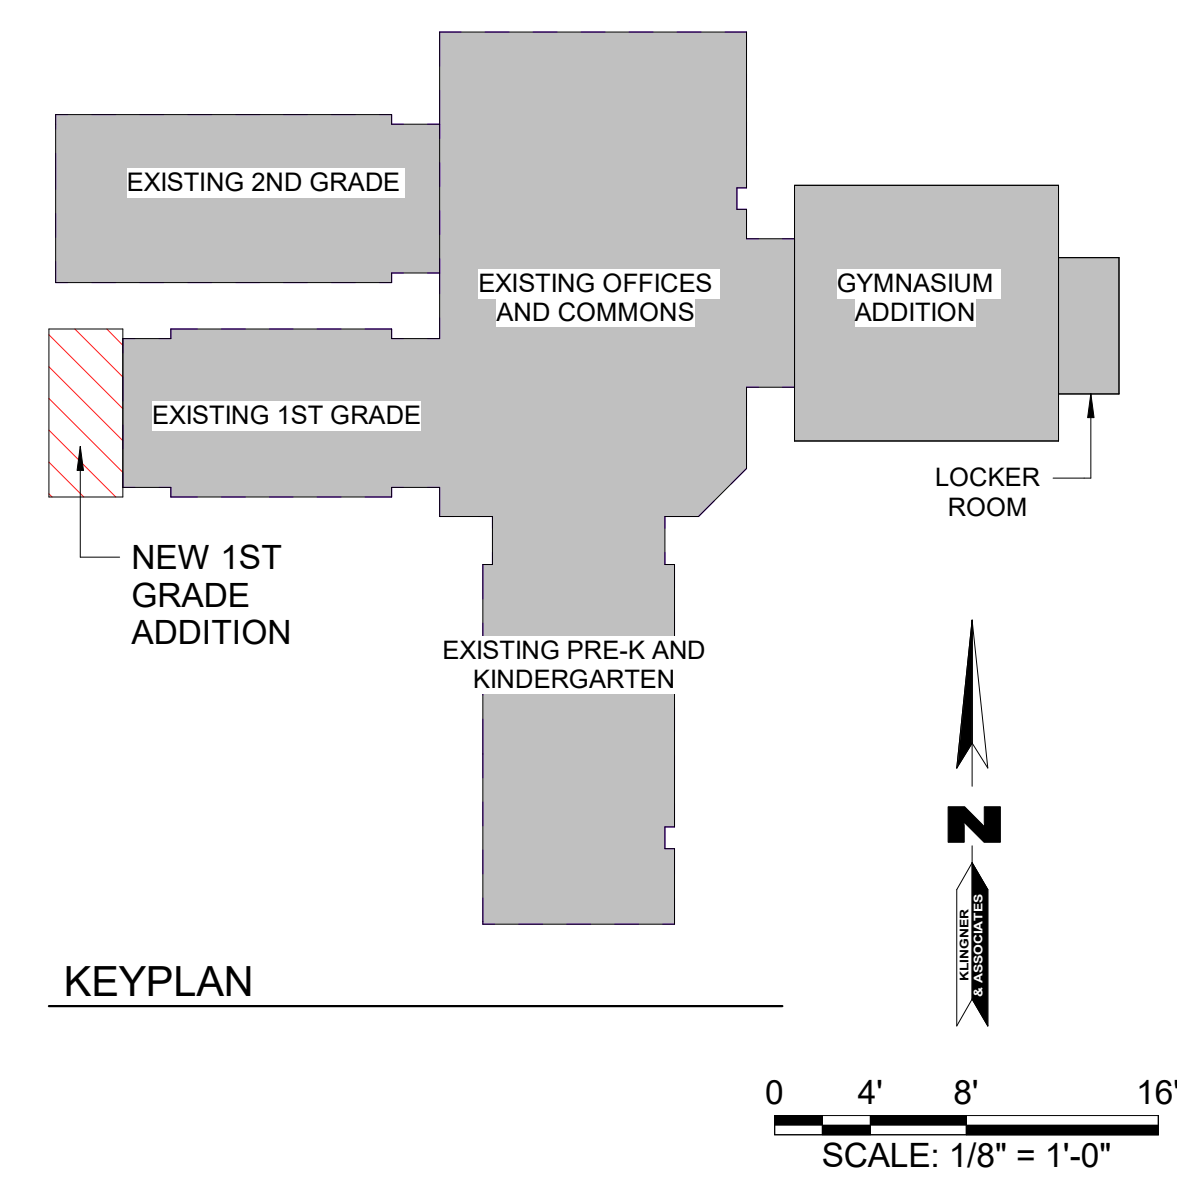 EXISTING 2ND GRADE
EXISTING OFFICES
AND COMMONS
GYMNASIUM
ADDITION
EXISTING 1ST GRADE
LOCKER
ROOM
NEW 1ST
GRADE
ADDITION
EXISTING PRE-K AND
KINDERGARTEN
N
KLINGNER
& ASSOCIATES
KEYPLAN
0 4' 8' 16'
SCALE: 1/8" = 1'-0"